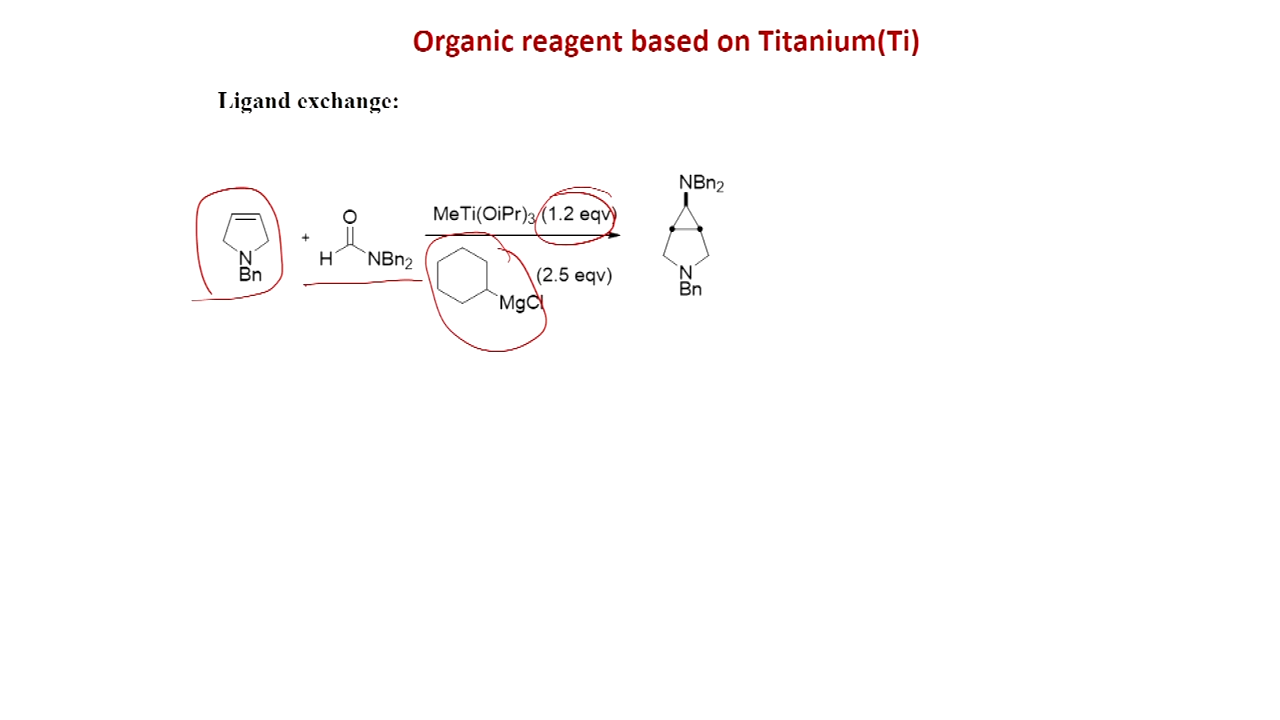 Organic reagent based on Titanium(Ti)
Ligand exchange:
N
Bn
+
O
H
NBn2
MeTi(OiPr)3 (1.2 eqv)
(2.5 eqv)
MgCl
NBn2
N
Bn